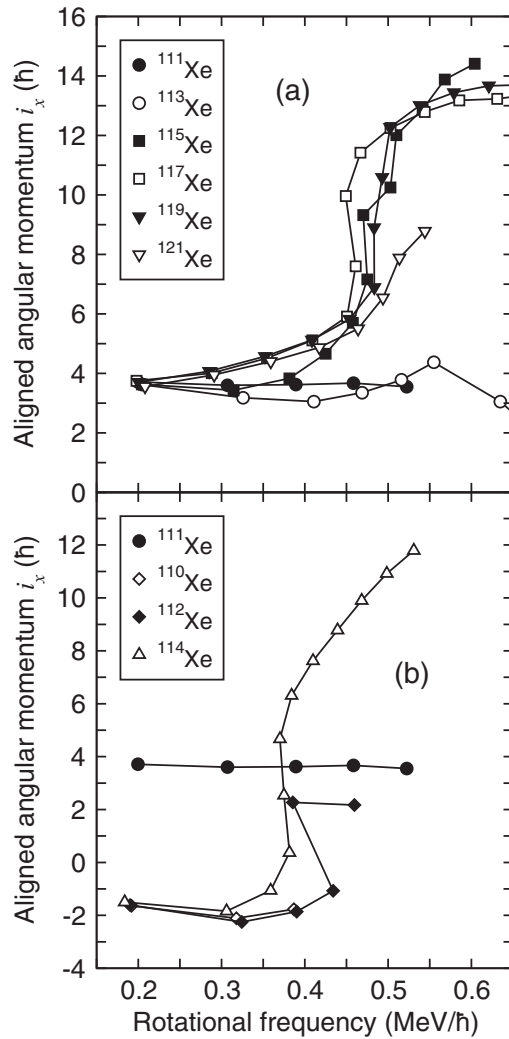 16
14
12
10
8
6
4
2
0
Aligned angular momentum iₓ (ħ)
(a)
¹¹¹Xe
¹¹³Xe
¹¹⁵Xe
¹¹⁷Xe
¹¹⁹Xe
¹²¹Xe
12
10
8
6
4
2
0
-2
-4
Aligned angular momentum iₓ (ħ)
(b)
¹¹¹Xe
¹¹⁰Xe
¹¹²Xe
¹¹⁴Xe
0.2 0.3 0.4 0.5 0.6
Rotational frequency (MeV/ħ)